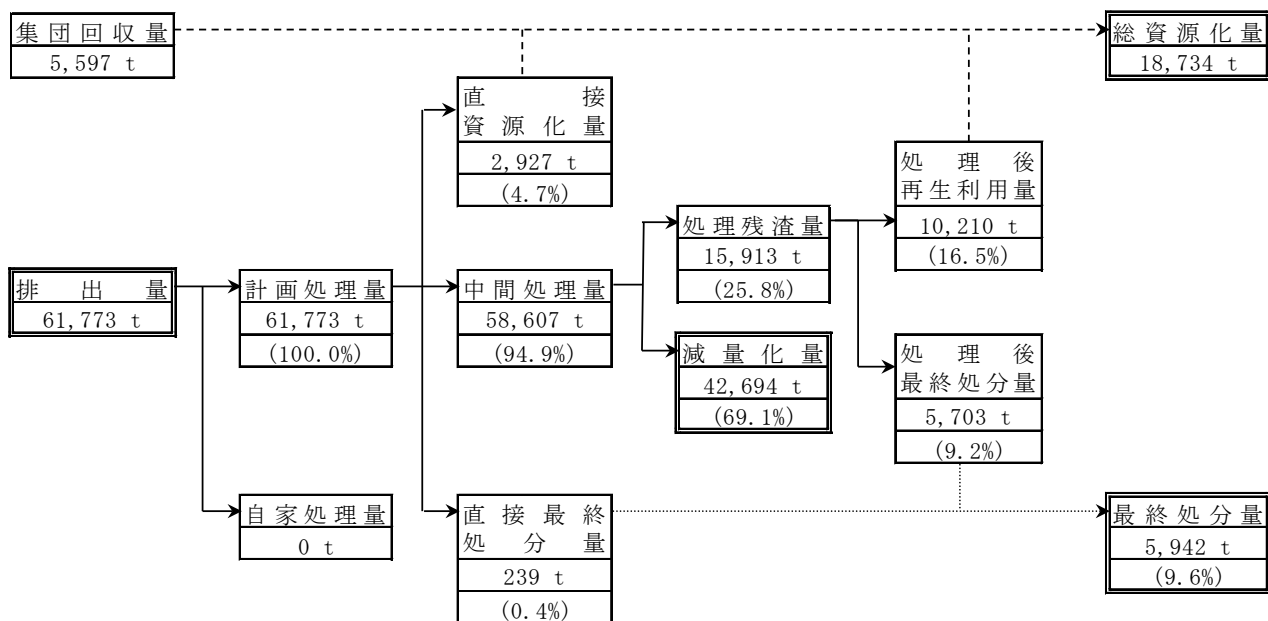 集団回収量
5,597 t
総資源化量
18,734 t
直接
資源化量
2,927 t
(4.7%)
処理後
再生利用量
10,210 t
(16.5%)
処理残渣量
15,913 t
(25.8%)
排出量
61,773 t
計画処理量
61,773 t
(100.0%)
中間処理量
58,607 t
(94.9%)
減量化量
42,694 t
(69.1%)
処理後
最終処分量
5,703 t
(9.2%)
自家処理量
0 t
直接最終
処分量
239 t
(0.4%)
最終処分量
5,942 t
(9.6%)